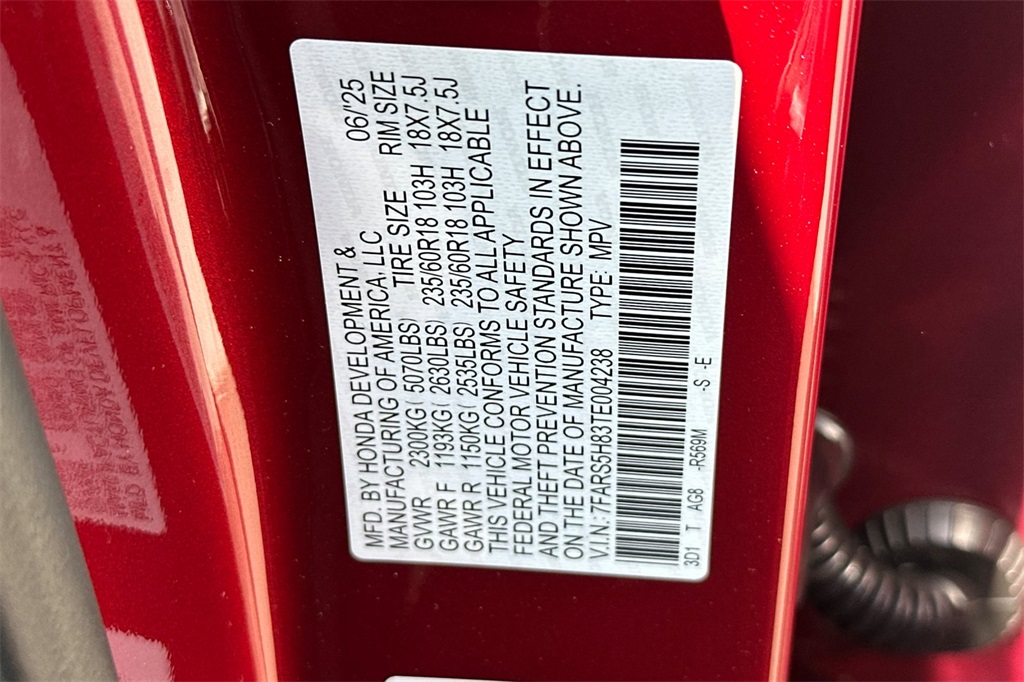 MFD. BY HONDA DEVELOPMENT & 06/'25
MANUFACTURING OF AMERICA, LLC
TIRE SIZE RIM SIZE
GVWR 2300KG ( 5070LBS)
GAWR F 1193KG ( 2630LBS) 235/60R18 103H 18X7.5J
GAWR R 1150KG ( 2535LBS) 235/60R18 103H 18X7.5J
THIS VEHICLE CONFORMS TO ALL APPLICABLE
FEDERAL MOTOR VEHICLE SAFETY
AND THEFT PREVENTION STANDARDS IN EFFECT
ON THE DATE OF MANUFACTURE SHOWN ABOVE.
V.I.N: 7FARS5H83TE004238 TYPE: MPV
3D1 T AG8 -R569M -S -E